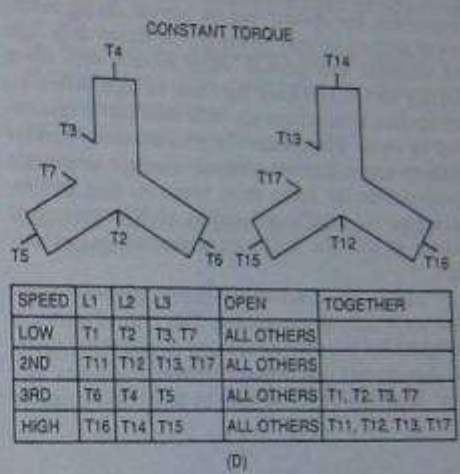 CONSTANT TORQUE
T4 T14
T3 T13
T7 T17
T5 T2 T6 T15 T12 T16
SPEED L1 L2 L3 OPEN TOGETHER
LOW T1 T2 T3, T7 ALL OTHERS
2ND T11 T12 T13, T17 ALL OTHERS
3RD T6 T4 T5 ALL OTHERS T1, T2, T3, T7
HIGH T16 T14 T15 ALL OTHERS T11, T12, T13, T17
(D)